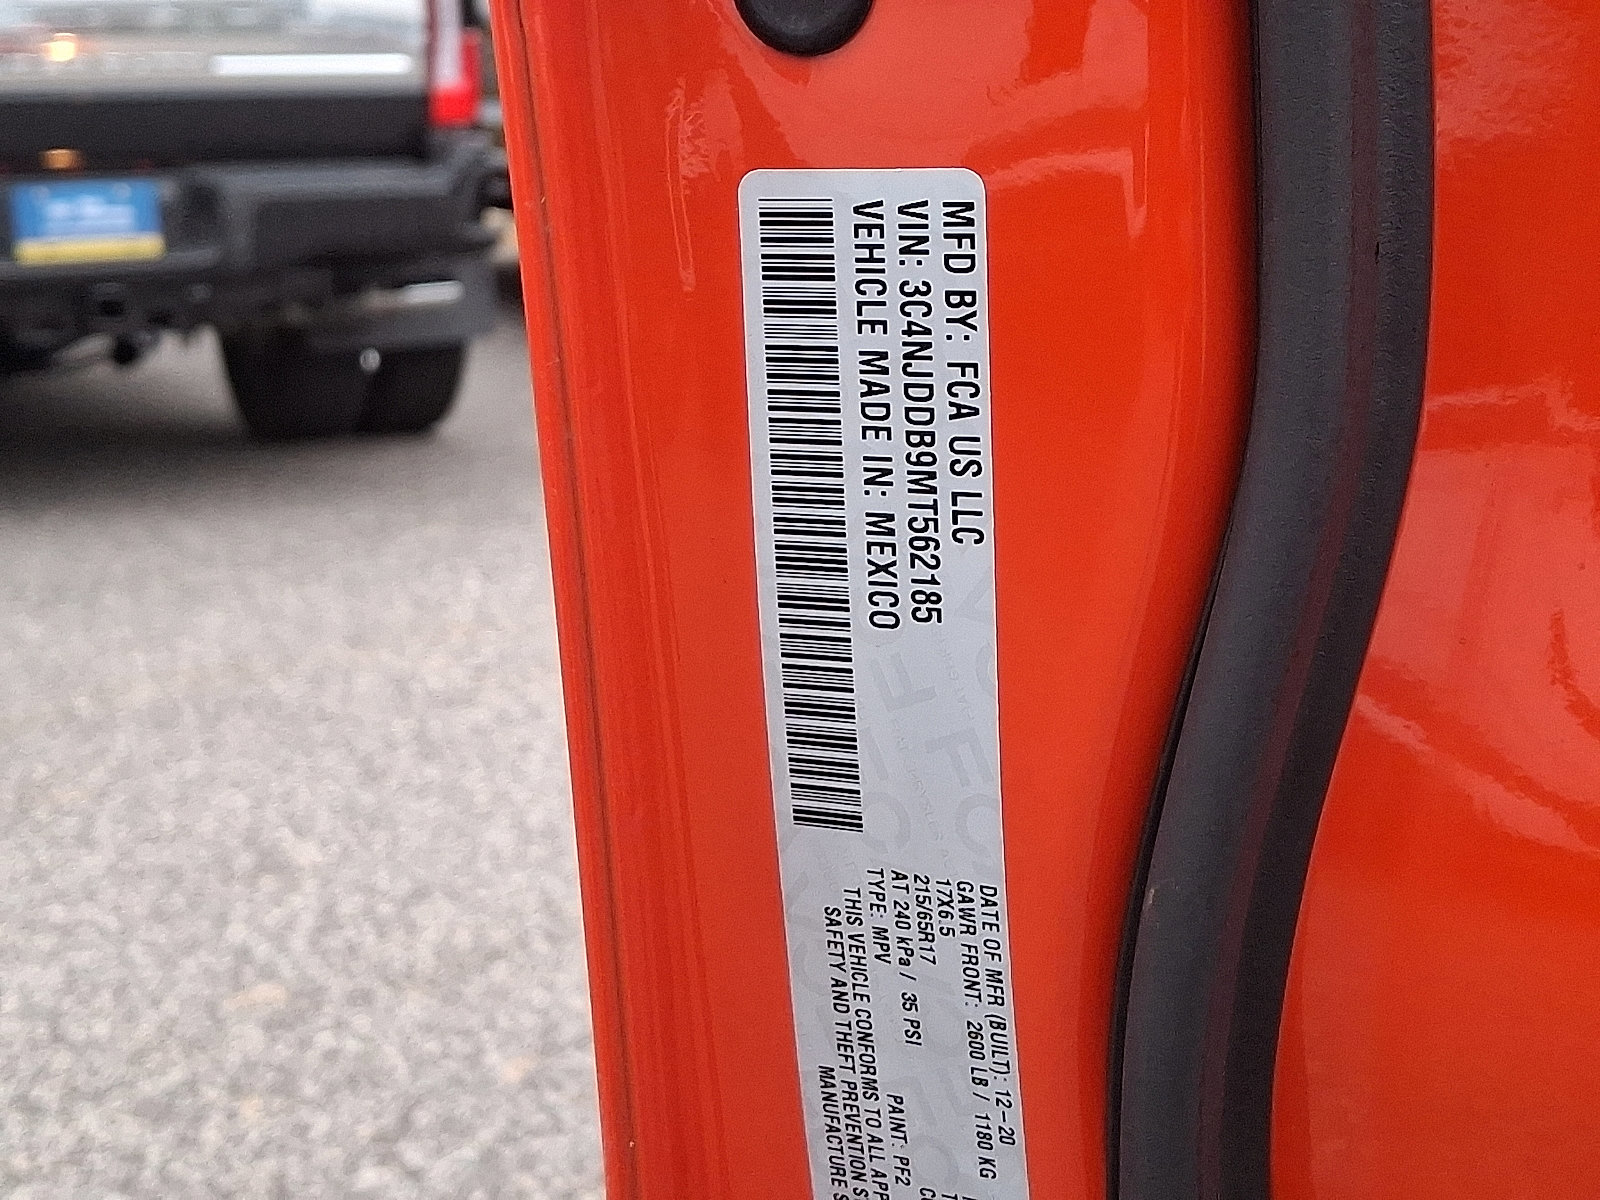 MFD BY: FCA US LLC
VIN: 3C4NJDDB9MT562185
VEHICLE MADE IN: MEXICO
DATE OF MFR (BUILT): 12-20
GAWR FRONT: 2600 LB / 1180 KG
17X6.5
215/65R17
AT 240 kPa / 35 PSI PAINT: PF2
TYPE: MPV
THIS VEHICLE CONFORMS TO ALL APP
SAFETY AND THEFT PREVENTION S
MANUFACTURE S